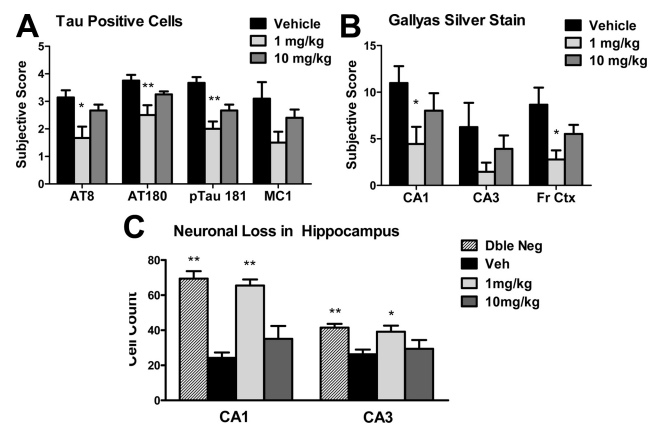 A
Tau Positive Cells
Vehicle
1 mg/kg
10 mg/kg
Subjective Score
5
4
3
2
1
0
*
**
**
AT8
AT180
pTau 181
MC1
B
Gallyas Silver Stain
Vehicle
1 mg/kg
10 mg/kg
Subjective Score
15
10
5
0
*
*
CA1
CA3
Fr Ctx
C
Neuronal Loss in Hippocampus
Dble Neg
Veh
1mg/kg
10mg/kg
Cell Count
80
60
40
20
0
**
**
**
*
CA1
CA3